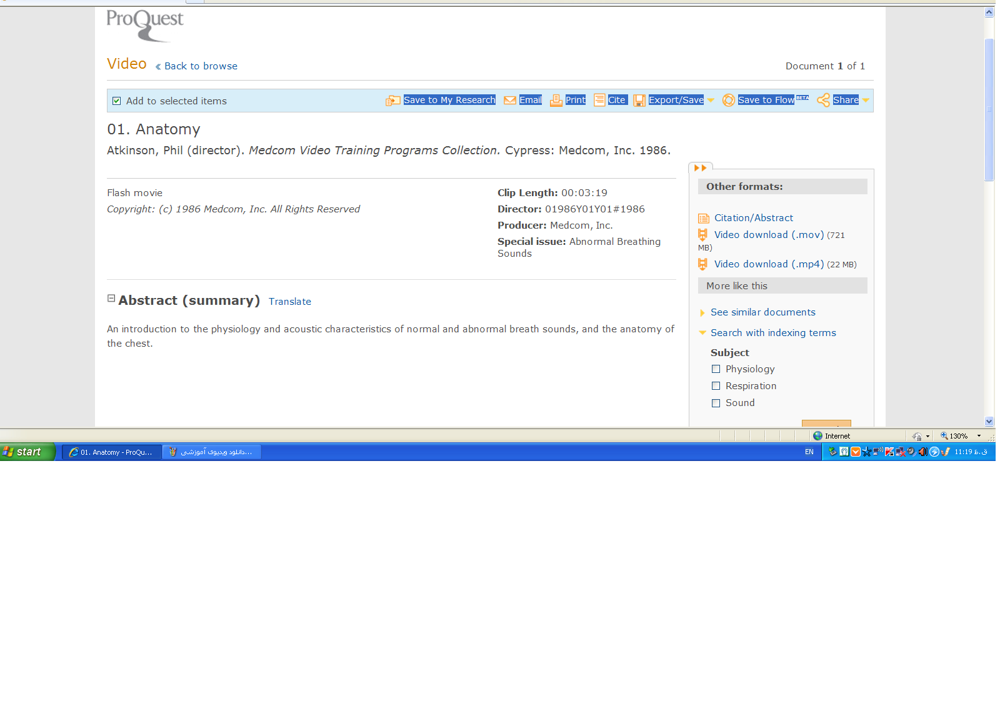 ProQuest
Video « Back to browse
Document 1 of 1
Add to selected items
Save to My Research Email Print Cite Export/Save Save to Flow BETA Share
01. Anatomy
Atkinson, Phil (director). Medcom Video Training Programs Collection. Cypress: Medcom, Inc. 1986.
Flash movie
Copyright: (c) 1986 Medcom, Inc. All Rights Reserved
Clip Length: 00:03:19
Director: 01986Y01Y01#1986
Producer: Medcom, Inc.
Special issue: Abnormal Breathing
Sounds
Abstract (summary) Translate
An introduction to the physiology and acoustic characteristics of normal and abnormal breath sounds, and the anatomy of
the chest.
Other formats:
Citation/Abstract
Video download (.mov) (721
MB)
Video download (.mp4) (22 MB)
More like this
See similar documents
Search with indexing terms
Subject
Physiology
Respiration
Sound
Internet
130%
start
01. Anatomy - ProQu...
دانلود ویدیوی آموزشی...
EN
11:19 ق.ظ